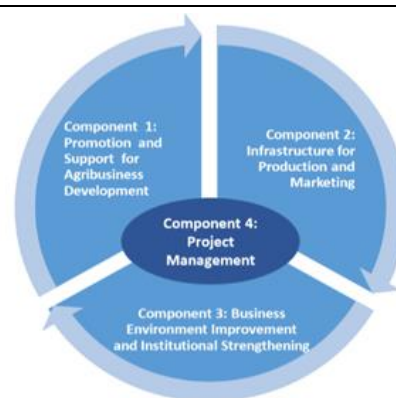 Component 1:
Promotion and
Support for
Agribusiness
Development
Component 2:
Infrastructure for
Production and
Marketing
Component 4:
Project
Management
Component 3: Business
Environment Improvement
and Institutional Strengthening